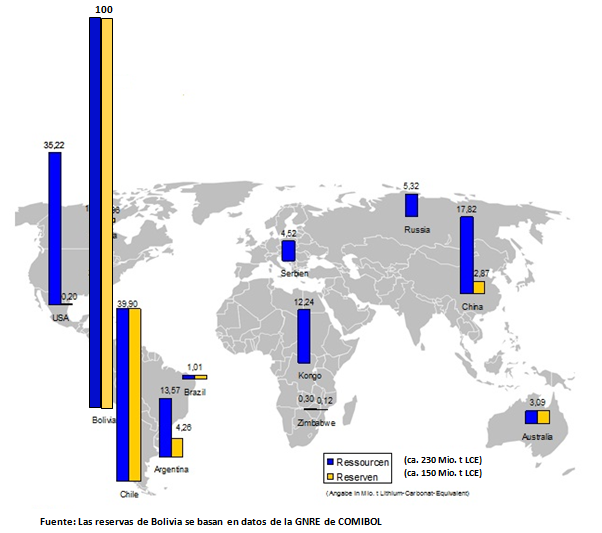 100
35,22
0,20
USA
39,90
Bolivia
Chile
13,57
4,26
Argentina
1,01
Brazil
4,52
Serbien
12,24
Kongo
0,30 0,12
Zimbabwe
5,32
Russia
17,82
2,87
China
3,09
Australia
Ressourcen (ca. 230 Mio. t LCE)
Reserven (ca. 150 Mio. t LCE)
( Angabe in Mio. t Lithium- Carbonat- Equivalent)
Fuente: Las reservas de Bolivia se basan en datos de la GNRE de COMIBOL